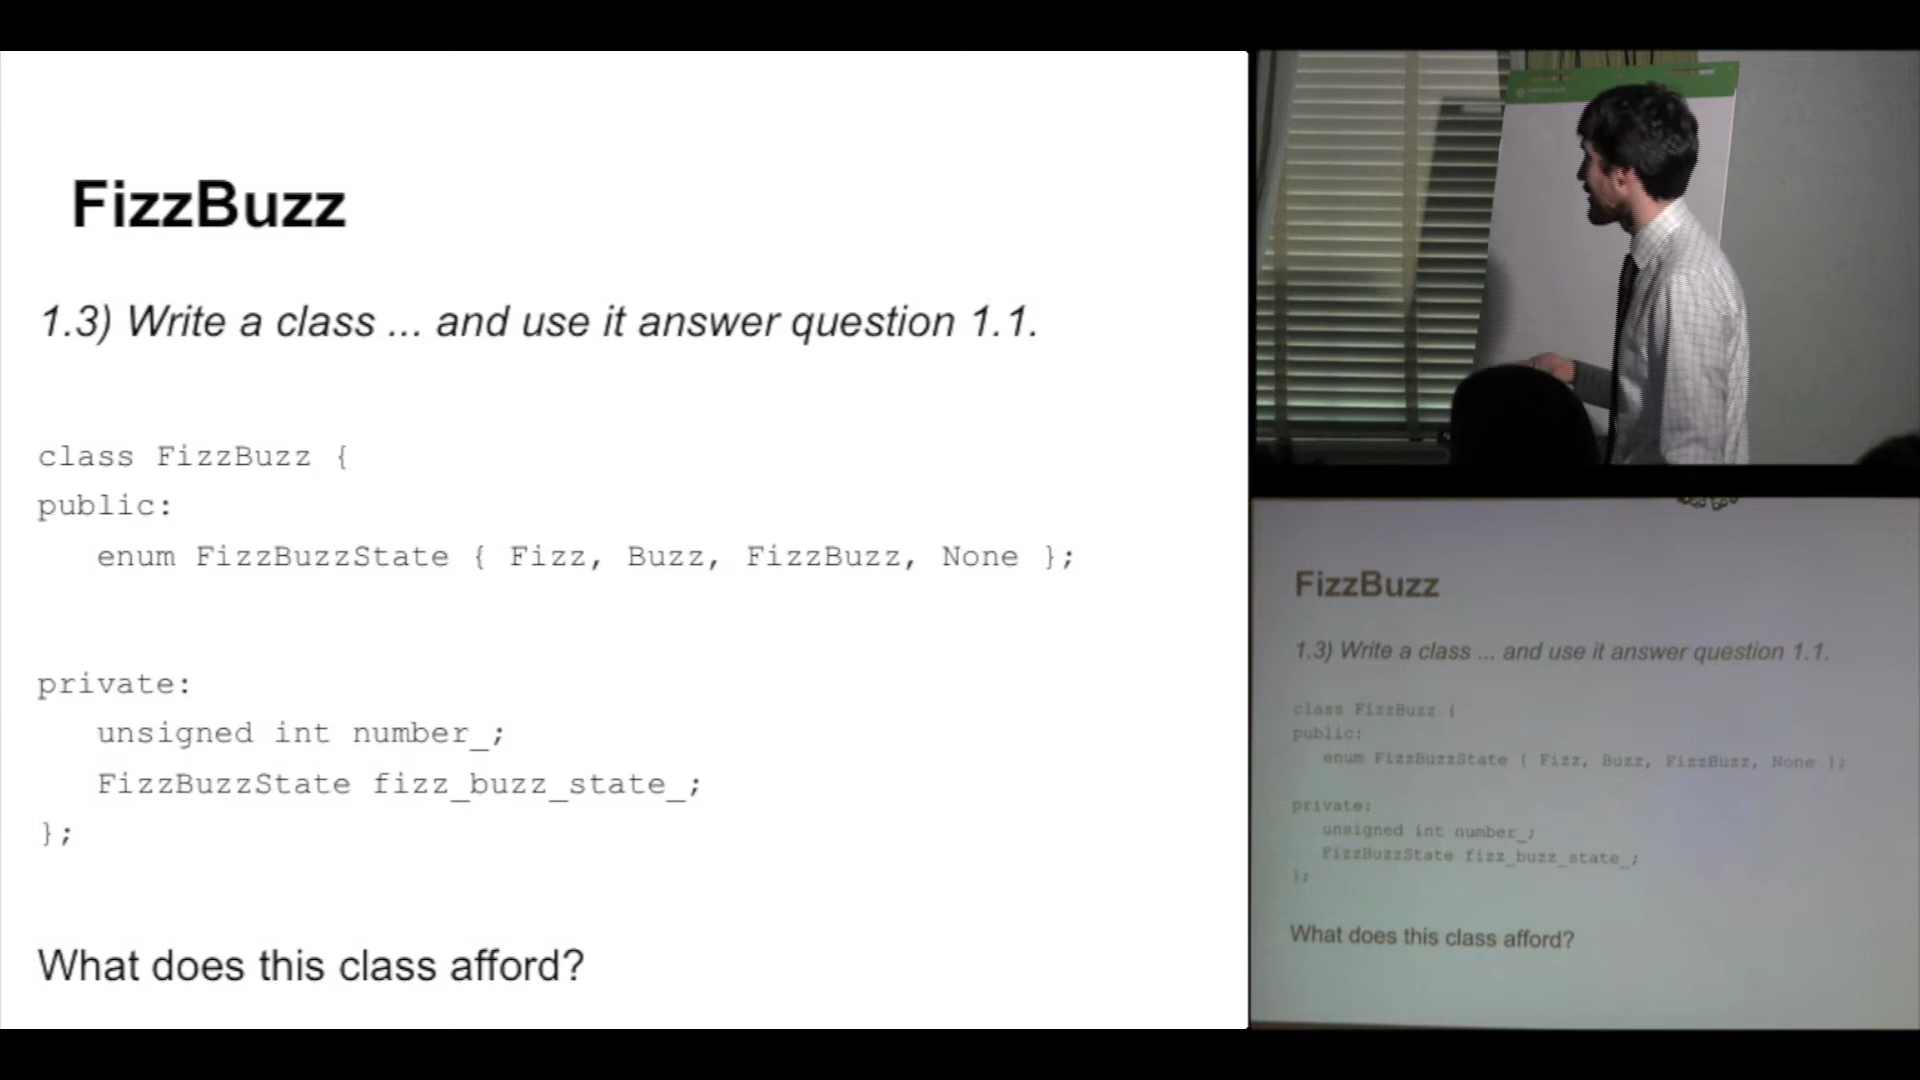 FizzBuzz
1.3) Write a class ... and use it answer question 1.1.
class FizzBuzz {
public:
enum FizzBuzzState { Fizz, Buzz, FizzBuzz, None };
private:
unsigned int number_;
FizzBuzzState fizz_buzz_state_;
};
What does this class afford?
FizzBuzz
1.3) Write a class ... and use it answer question 1.1.
class FizzBuzz {
public:
enum FizzBuzzState { Fizz, Buzz, FizzBuzz, None };
private:
unsigned int number_;
FizzBuzzState fizz_buzz_state_;
};
What does this class afford?